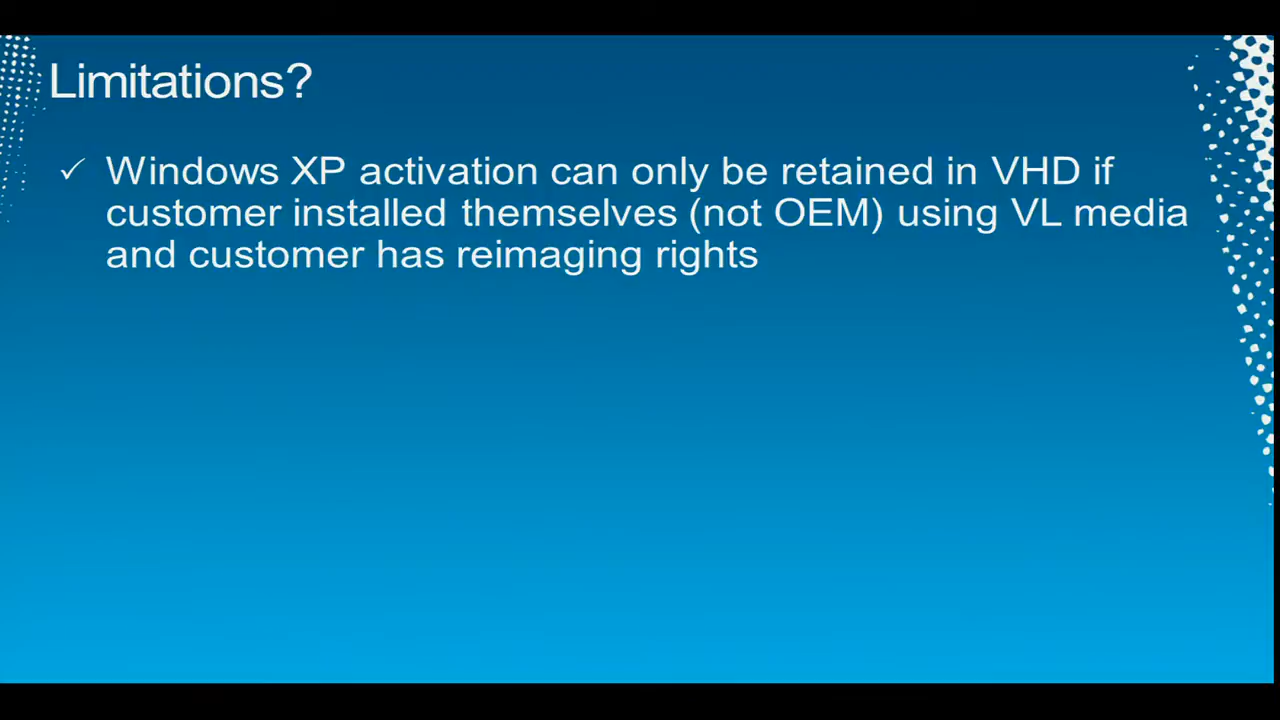 Limitations?
✓ Windows XP activation can only be retained in VHD if
customer installed themselves (not OEM) using VL media
and customer has reimaging rights